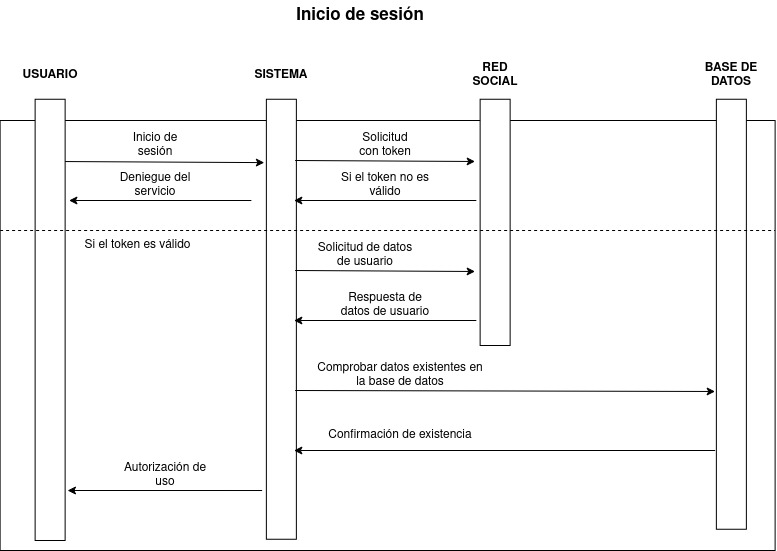 Inicio de sesión
USUARIO
SISTEMA
RED
SOCIAL
BASE DE
DATOS
Inicio de
sesión
Solicitud
con token
Deniegue del
servicio
Si el token no es
válido
Si el token es válido
Solicitud de datos
de usuario
Respuesta de
datos de usuario
Comprobar datos existentes en
la base de datos
Confirmación de existencia
Autorización de
uso